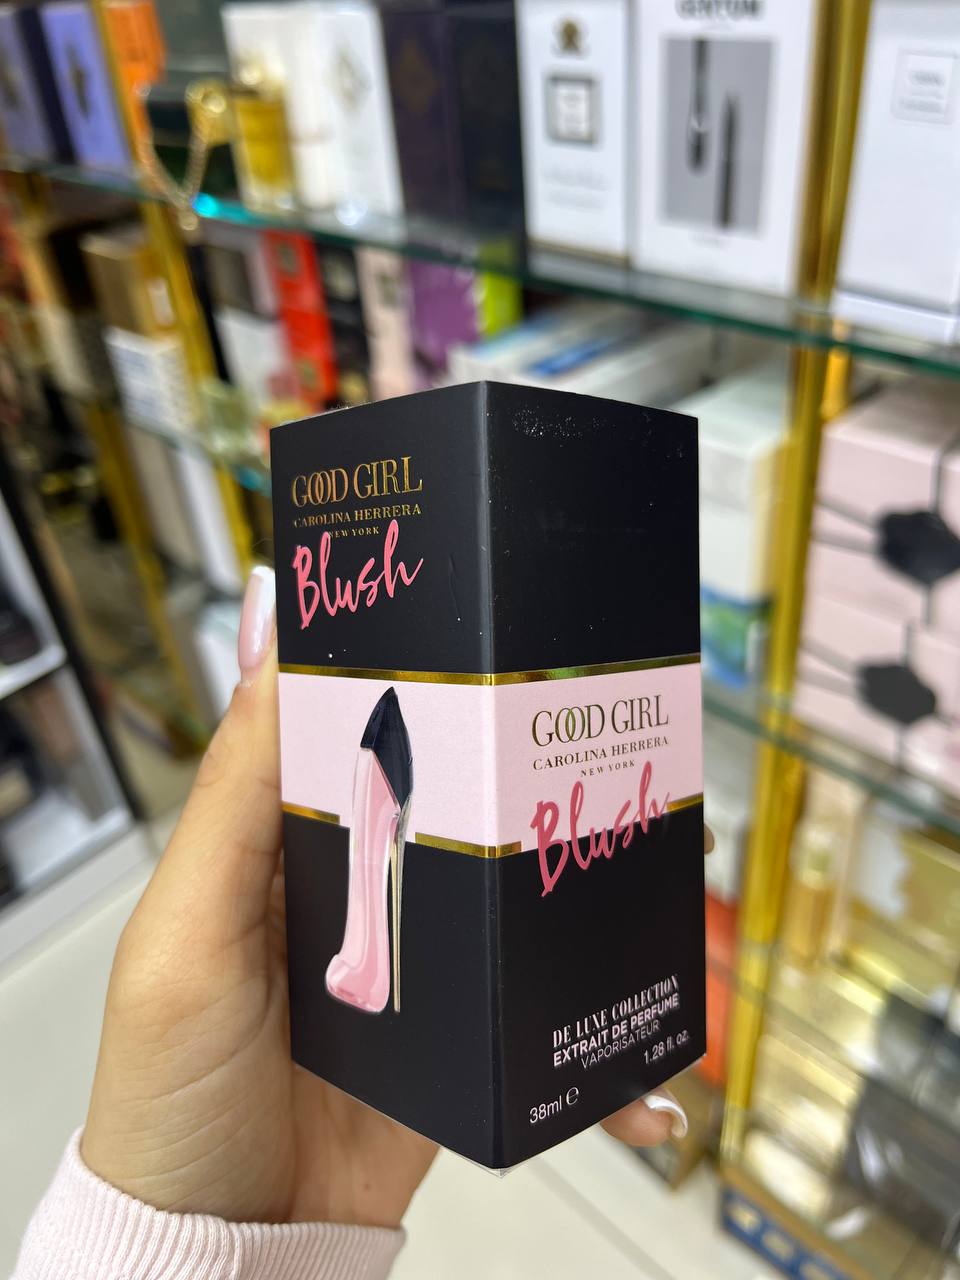 GOOD GIRL
CAROLINA HERRERA
NEW YORK
Blush
GOOD GIRL
CAROLINA HERRERA
NEW YORK
Blush
DE LUXE COLLECTION
EXTRAIT DE PERFUME
VAPORISATEUR
1.28 fl. oz.
38ml ℮